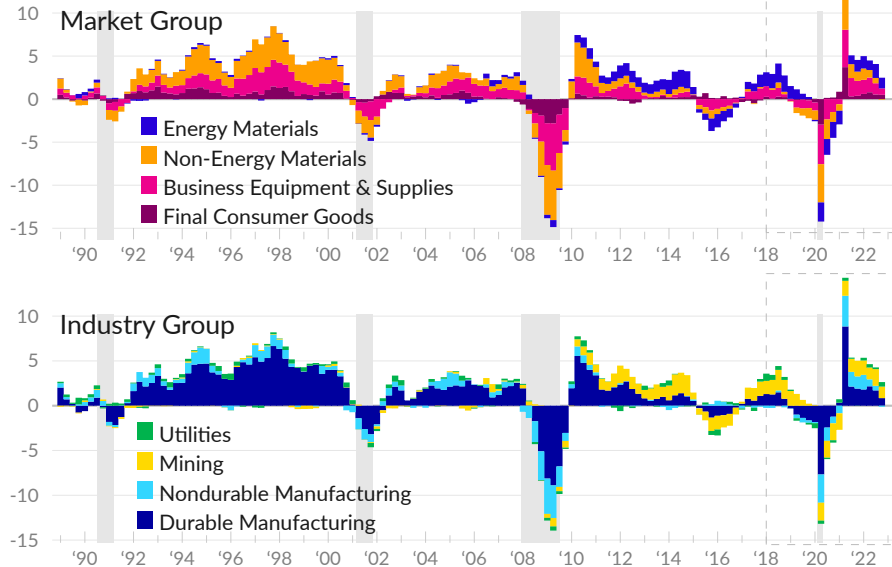 Market Group
10
5
0
-5
-10
-15
Energy Materials
Non-Energy Materials
Business Equipment & Supplies
Final Consumer Goods
‘90 ‘92 ‘94 ‘96 ‘98 ‘00 ‘02 ‘04 ‘06 ‘08 ‘10 ‘12 ‘14 ‘16 ‘18 ‘20 ‘22
Industry Group
10
5
0
-5
-10
-15
Utilities
Mining
Nondurable Manufacturing
Durable Manufacturing
‘90 ‘92 ‘94 ‘96 ‘98 ‘00 ‘02 ‘04 ‘06 ‘08 ‘10 ‘12 ‘14 ‘16 ‘18 ‘20 ‘22